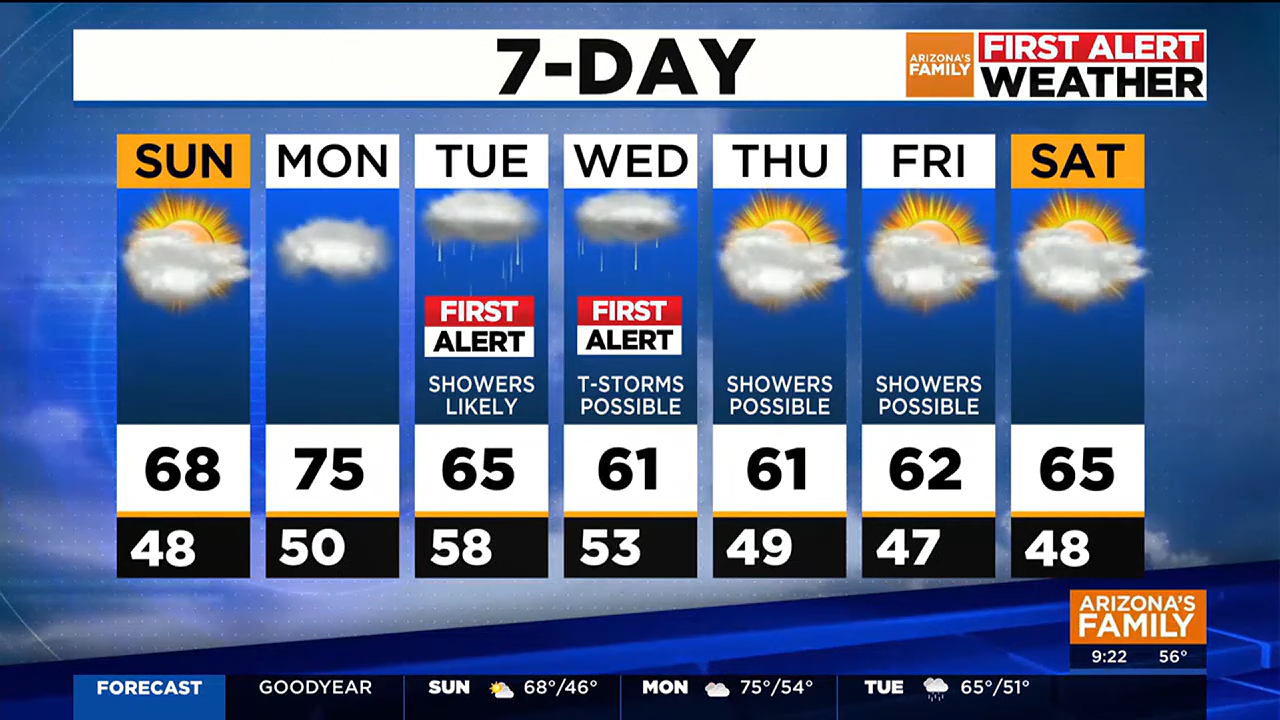 7-DAY
ARIZONA'S
FAMILY
FIRST ALERT
WEATHER
SUN MON TUE WED THU FRI SAT
FIRST
ALERT
FIRST
ALERT
SHOWERS
LIKELY
T-STORMS
POSSIBLE
SHOWERS
POSSIBLE
SHOWERS
POSSIBLE
68 75 65 61 61 62 65
48 50 58 53 49 47 48
ARIZONA'S
FAMILY
9:22 56°
FORECAST GOODYEAR SUN 68°/46° MON 75°/54° TUE 65°/51°